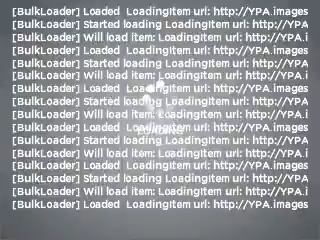 [BulkLoader] Loaded  LoadingItem url: http://YPA.images
[BulkLoader] Started loading LoadingItem url: http://YPA
[BulkLoader] Will load item: LoadingItem url: http://YPA.i
[BulkLoader] Loaded  LoadingItem url: http://YPA.images
[BulkLoader] Started loading LoadingItem url: http://YPA
[BulkLoader] Will load item: LoadingItem url: http://YPA.i
[BulkLoader] Loaded  LoadingItem url: http://YPA.images
[BulkLoader] Started loading LoadingItem url: http://YPA
[BulkLoader] Will load item: LoadingItem url: http://YPA.i
[BulkLoader] Loaded  LoadingItem url: http://YPA.images
LOADING
[BulkLoader] Started loading LoadingItem url: http://YPA
[BulkLoader] Will load item: LoadingItem url: http://YPA.i
[BulkLoader] Loaded  LoadingItem url: http://YPA.images
[BulkLoader] Started loading LoadingItem url: http://YPA
[BulkLoader] Will load item: LoadingItem url: http://YPA.i
[BulkLoader] Loaded  LoadingItem url: http://YPA.images